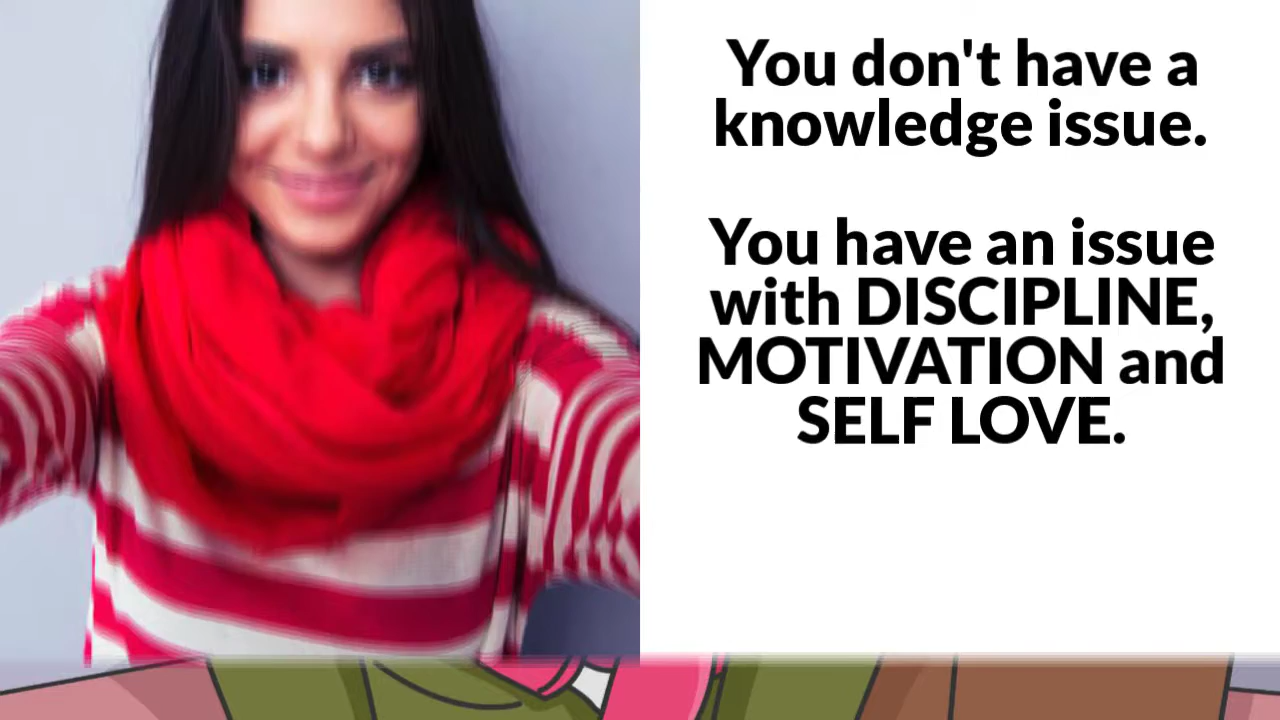 You don't have a
knowledge issue.
You have an issue
with DISCIPLINE,
MOTIVATION and
SELF LOVE.